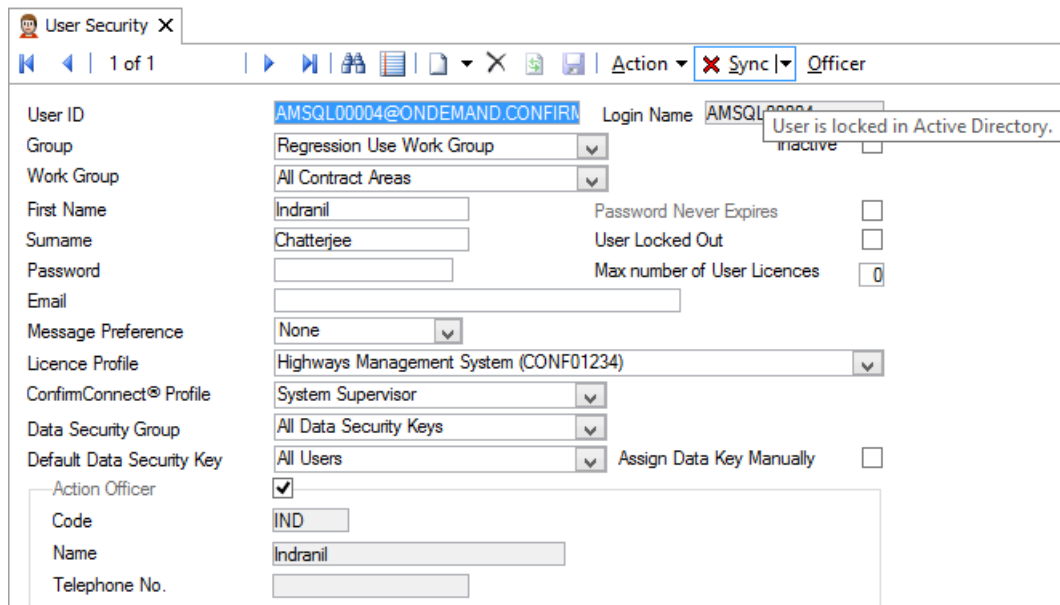 User Security
1 of 1 Action Sync Officer
User ID AMSQL00004@ONDEMAND.CONFIRM Login Name AMSQL00004
User is locked in Active Directory.
Group Regression Use Work Group Inactive
Work Group All Contract Areas
First Name Indranil Password Never Expires
Surname Chatterjee User Locked Out
Password Max number of User Licences 0
Email
Message Preference None
Licence Profile Highways Management System (CONF01234)
ConfirmConnect® Profile System Supervisor
Data Security Group All Data Security Keys
Default Data Security Key All Users Assign Data Key Manually
Action Officer
Code IND
Name Indranil
Telephone No.